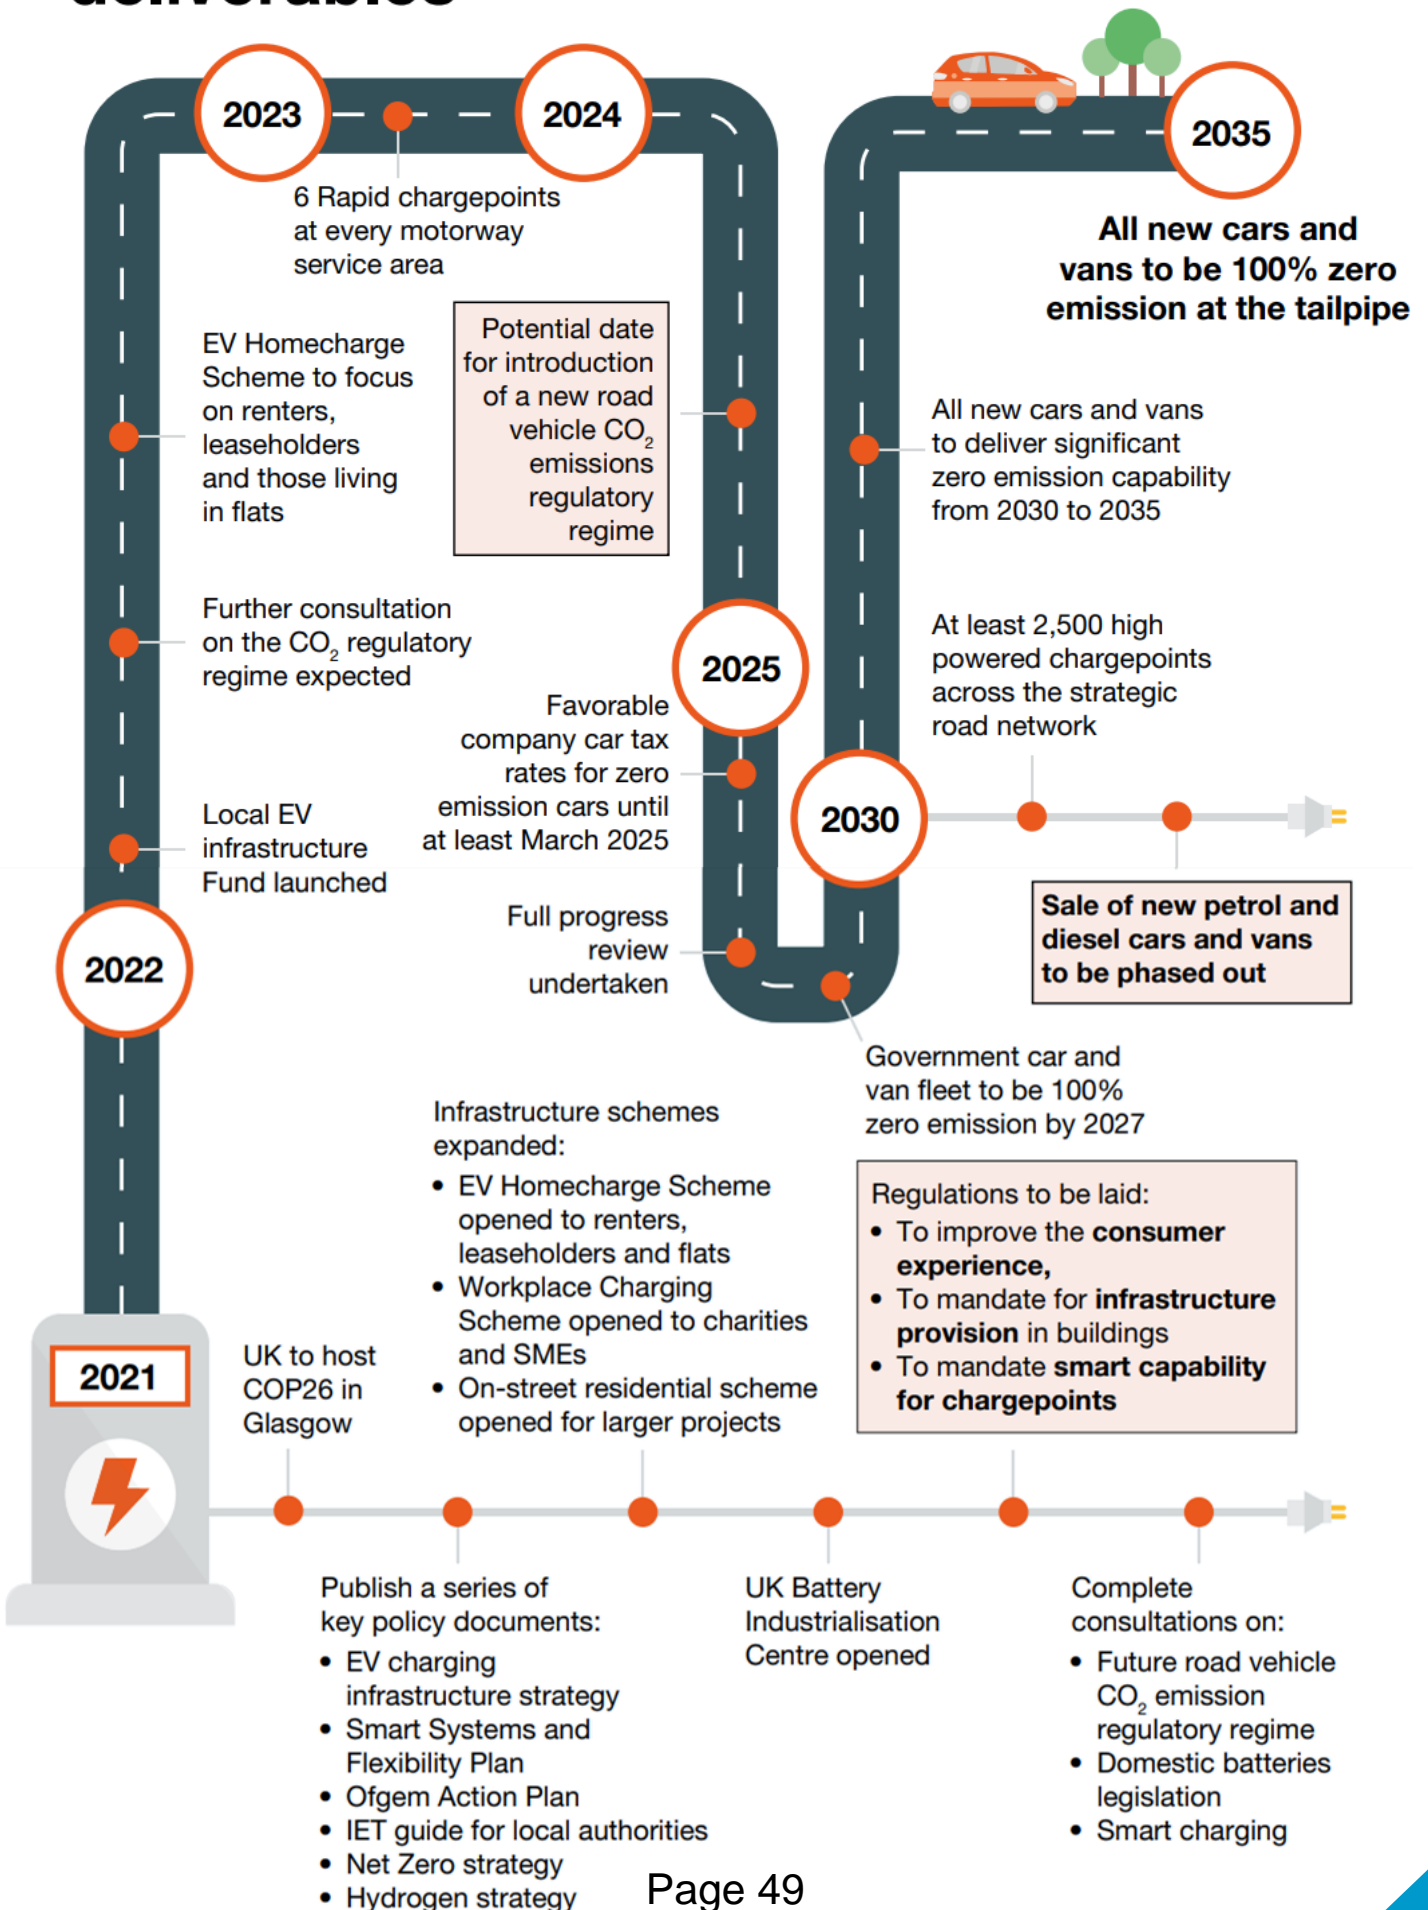 deliverables
2023
2024
2035
6 Rapid chargepoints
at every motorway
service area
All new cars and
vans to be 100% zero
emission at the tailpipe
EV Homecharge
Scheme to focus
on renters,
leaseholders
and those living
in flats
Potential date
for introduction
of a new road
vehicle CO₂
emissions
regulatory
regime
All new cars and vans
to deliver significant
zero emission capability
from 2030 to 2035
Further consultation
on the CO₂ regulatory
regime expected
2025
At least 2,500 high
powered chargepoints
across the strategic
road network
Favorable
company car tax
rates for zero
emission cars until
at least March 2025
2030
Local EV
infrastructure
Fund launched
Sale of new petrol and
diesel cars and vans
to be phased out
Full progress
review
undertaken
2022
Government car and
van fleet to be 100%
zero emission by 2027
Infrastructure schemes
expanded:
• EV Homecharge Scheme
opened to renters,
leaseholders and flats
• Workplace Charging
Scheme opened to charities
and SMEs
• On-street residential scheme
opened for larger projects
Regulations to be laid:
• To improve the consumer
experience,
• To mandate for infrastructure
provision in buildings
• To mandate smart capability
for chargepoints
2021
UK to host
COP26 in
Glasgow
Publish a series of
key policy documents:
• EV charging
infrastructure strategy
• Smart Systems and
Flexibility Plan
• Ofgem Action Plan
• IET guide for local authorities
• Net Zero strategy
• Hydrogen strategy
UK Battery
Industrialisation
Centre opened
Complete
consultations on:
• Future road vehicle
CO₂ emission
regulatory regime
• Domestic batteries
legislation
• Smart charging
Page 49